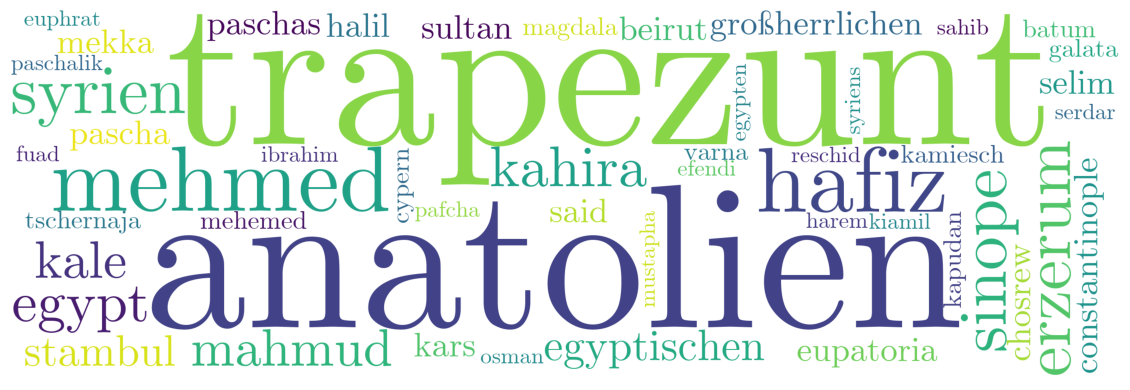 euphrat
paschas
halil
sultan
magdala
beirut
großherrlichen
sahib
batum
mekka
galata
paschalik
trapezunt
syrien
selim
egypten
syriens
serdar
pascha
fuad
ibrahim
varna
reschid
kamiesch
mehmed
cypern
kahira
efendi
hafiz
erzerum
constantinople
sinope
tschernaja
mehemed
pafcha
said
mustapha
harem
kiamil
kapudan
chosrew
kale
anatolien
egypt
stambul
mahmud
kars
osman
egyptischen
eupatoria